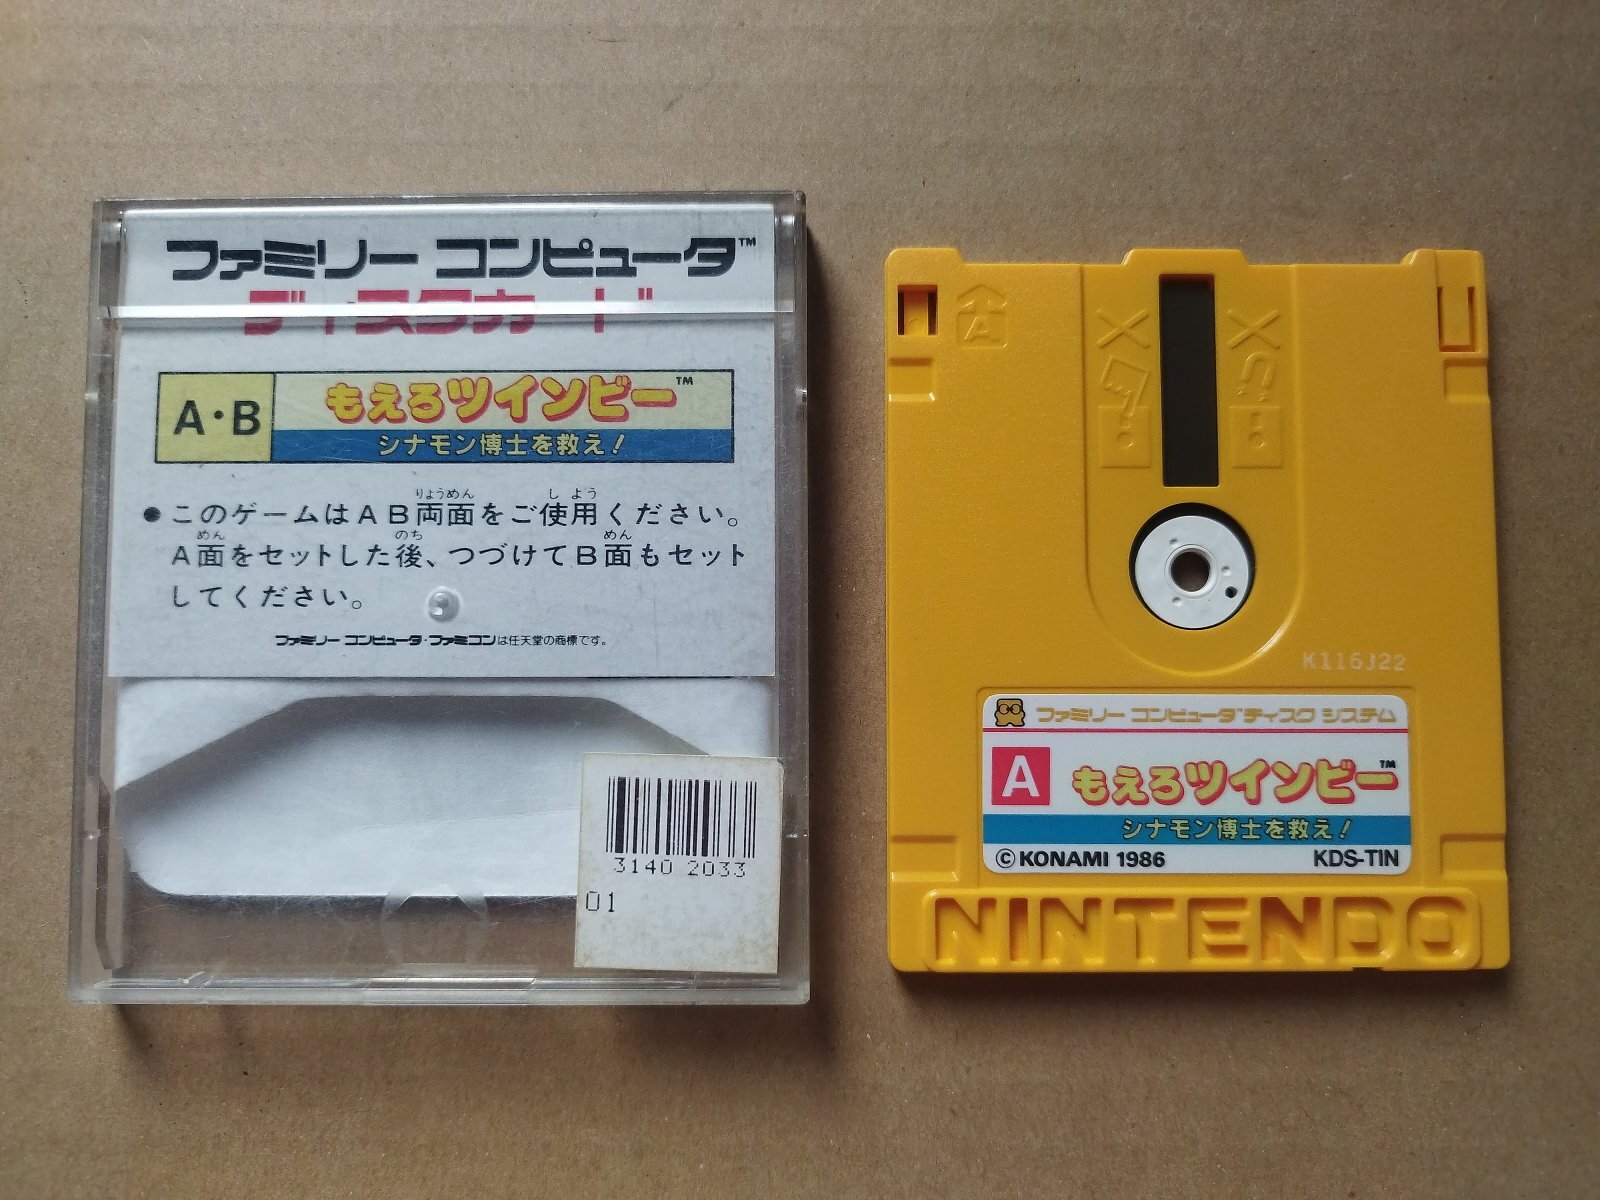 ファミリー コンピュータ™
ディスクカード
A・B
もえろツインビー™
シナモン博士を救え!
りょうめん し よう
●このゲームはAB両面をご使用ください。
めん のち めん
A面をセットした後、つづけてB面もセット
してください。
ファミリー コンピュータ・ファミコンは任天堂の商標です。
3140 2033
01
A
K116J22
ファミリー コンピュータ ディスク システム
A
もえろツインビー™
シナモン博士を救え!
©KONAMI 1986 KDS-TIN
NINTENDO